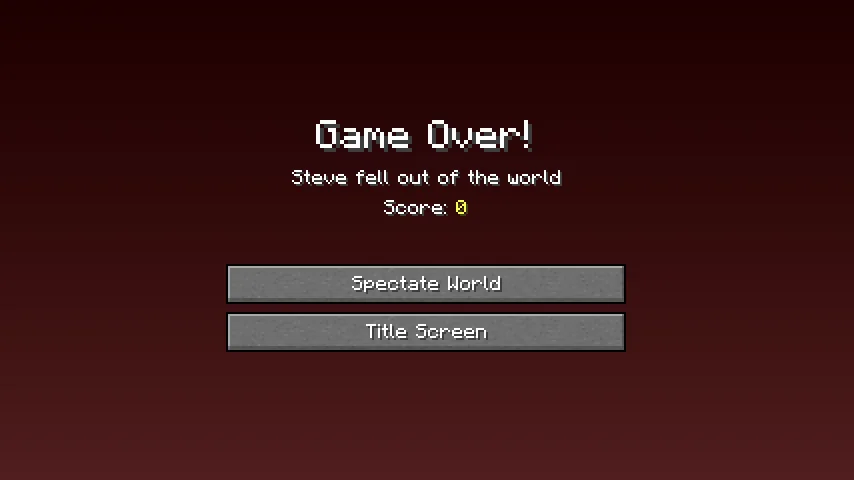 Game Over!
Steve fell out of the world
Score: 0
Spectate World
Title Screen